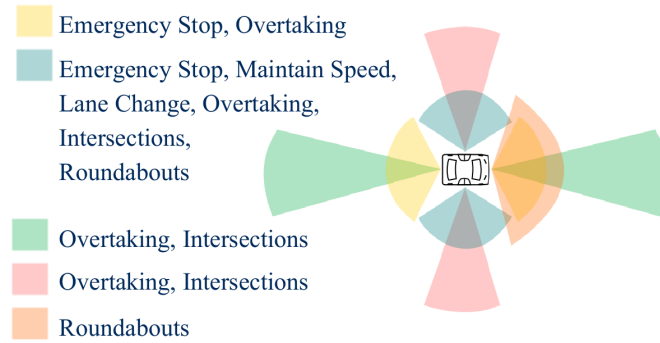 Emergency Stop, Overtaking
Emergency Stop, Maintain Speed,
Lane Change, Overtaking,
Intersections,
Roundabouts
Overtaking, Intersections
Overtaking, Intersections
Roundabouts